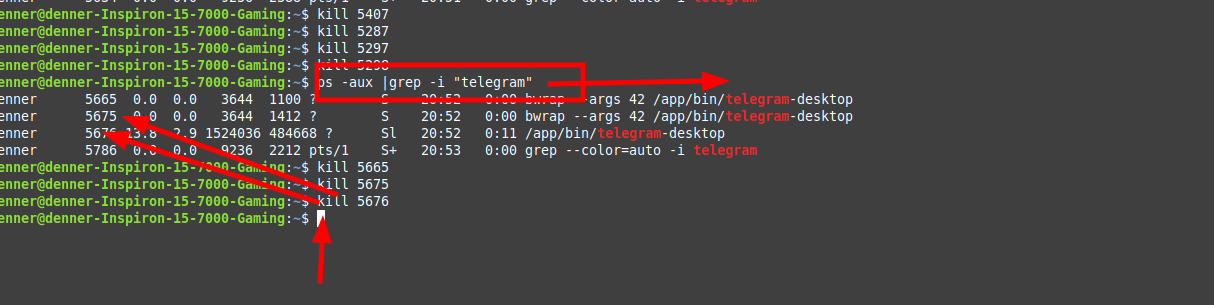 enner 5654 0.0 0.0 9236 2388 pts/1 S+ 20:51 0:00 grep --color=auto -i telegram
enner@denner-Inspiron-15-7000-Gaming:~$ kill 5407
enner@denner-Inspiron-15-7000-Gaming:~$ kill 5287
enner@denner-Inspiron-15-7000-Gaming:~$ kill 5297
enner@denner-Inspiron-15-7000-Gaming:~$ kill 5298
enner@denner-Inspiron-15-7000-Gaming:~$ ps -aux |grep -i "telegram"
enner 5665 0.0 0.0 3644 1100 ? S 20:52 0:00 bwrap --args 42 /app/bin/telegram-desktop
enner 5675 0.0 0.0 3644 1412 ? S 20:52 0:00 bwrap --args 42 /app/bin/telegram-desktop
enner 5676 13.8 2.9 1524036 484668 ? Sl 20:52 0:11 /app/bin/telegram-desktop
enner 5786 0.0 0.0 9236 2212 pts/1 S+ 20:53 0:00 grep --color=auto -i telegram
enner@denner-Inspiron-15-7000-Gaming:~$ kill 5665
enner@denner-Inspiron-15-7000-Gaming:~$ kill 5675
enner@denner-Inspiron-15-7000-Gaming:~$ kill 5676
enner@denner-Inspiron-15-7000-Gaming:~$